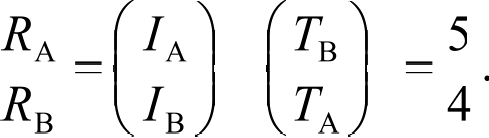 R_A I_A T_B 5
= ( ) ( ) = .
R_B I_B T_A 4